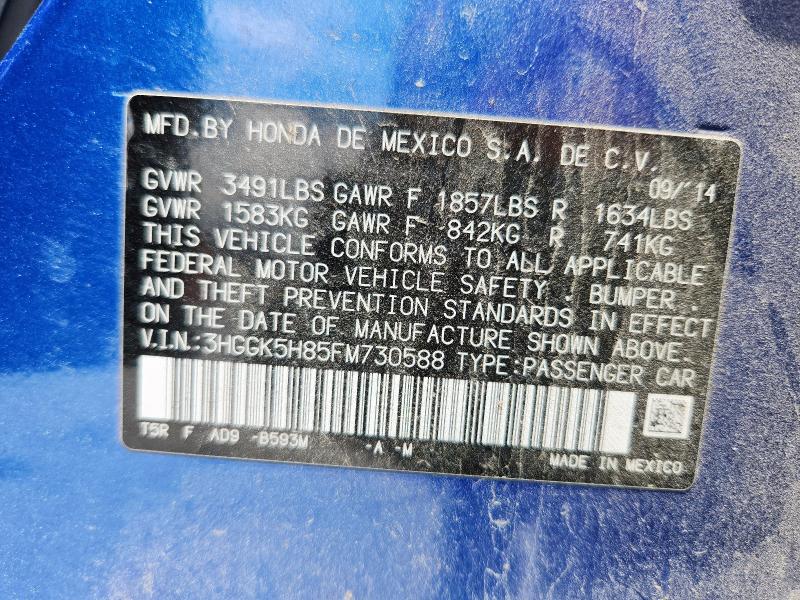 MFD.BY HONDA DE MEXICO S.A. DE C.V.
09/'14
GVWR 3491LBS GAWR F 1857LBS R 1634LBS
GVWR 1583KG GAWR F 842KG R 741KG
THIS VEHICLE CONFORMS TO ALL APPLICABLE
FEDERAL MOTOR VEHICLE SAFETY , BUMPER ,
AND THEFT PREVENTION STANDARDS IN EFFECT
ON THE DATE OF MANUFACTURE SHOWN ABOVE.
V.I.N.:3HGGK5H85FM730588 TYPE:PASSENGER CAR
T5R F AD9 -B593M -A -M
MADE IN MEXICO